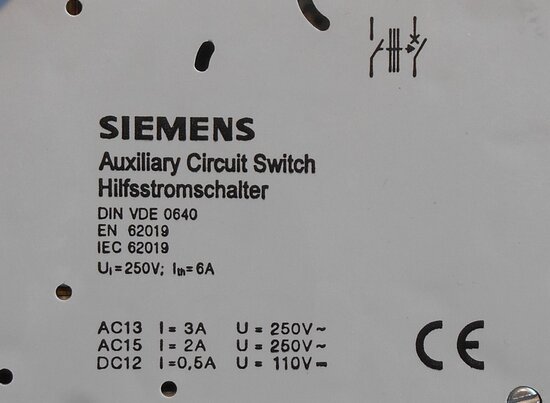 SIEMENS
Auxiliary Circuit Switch
Hilfsstromschalter
DIN VDE 0640
EN 62019
IEC 62019
Ui=250V; Ith=6A
AC13 I= 3A U= 250V~
AC15 I= 2A U= 250V~
DC12 I=0,5A U= 110V⎓
CE